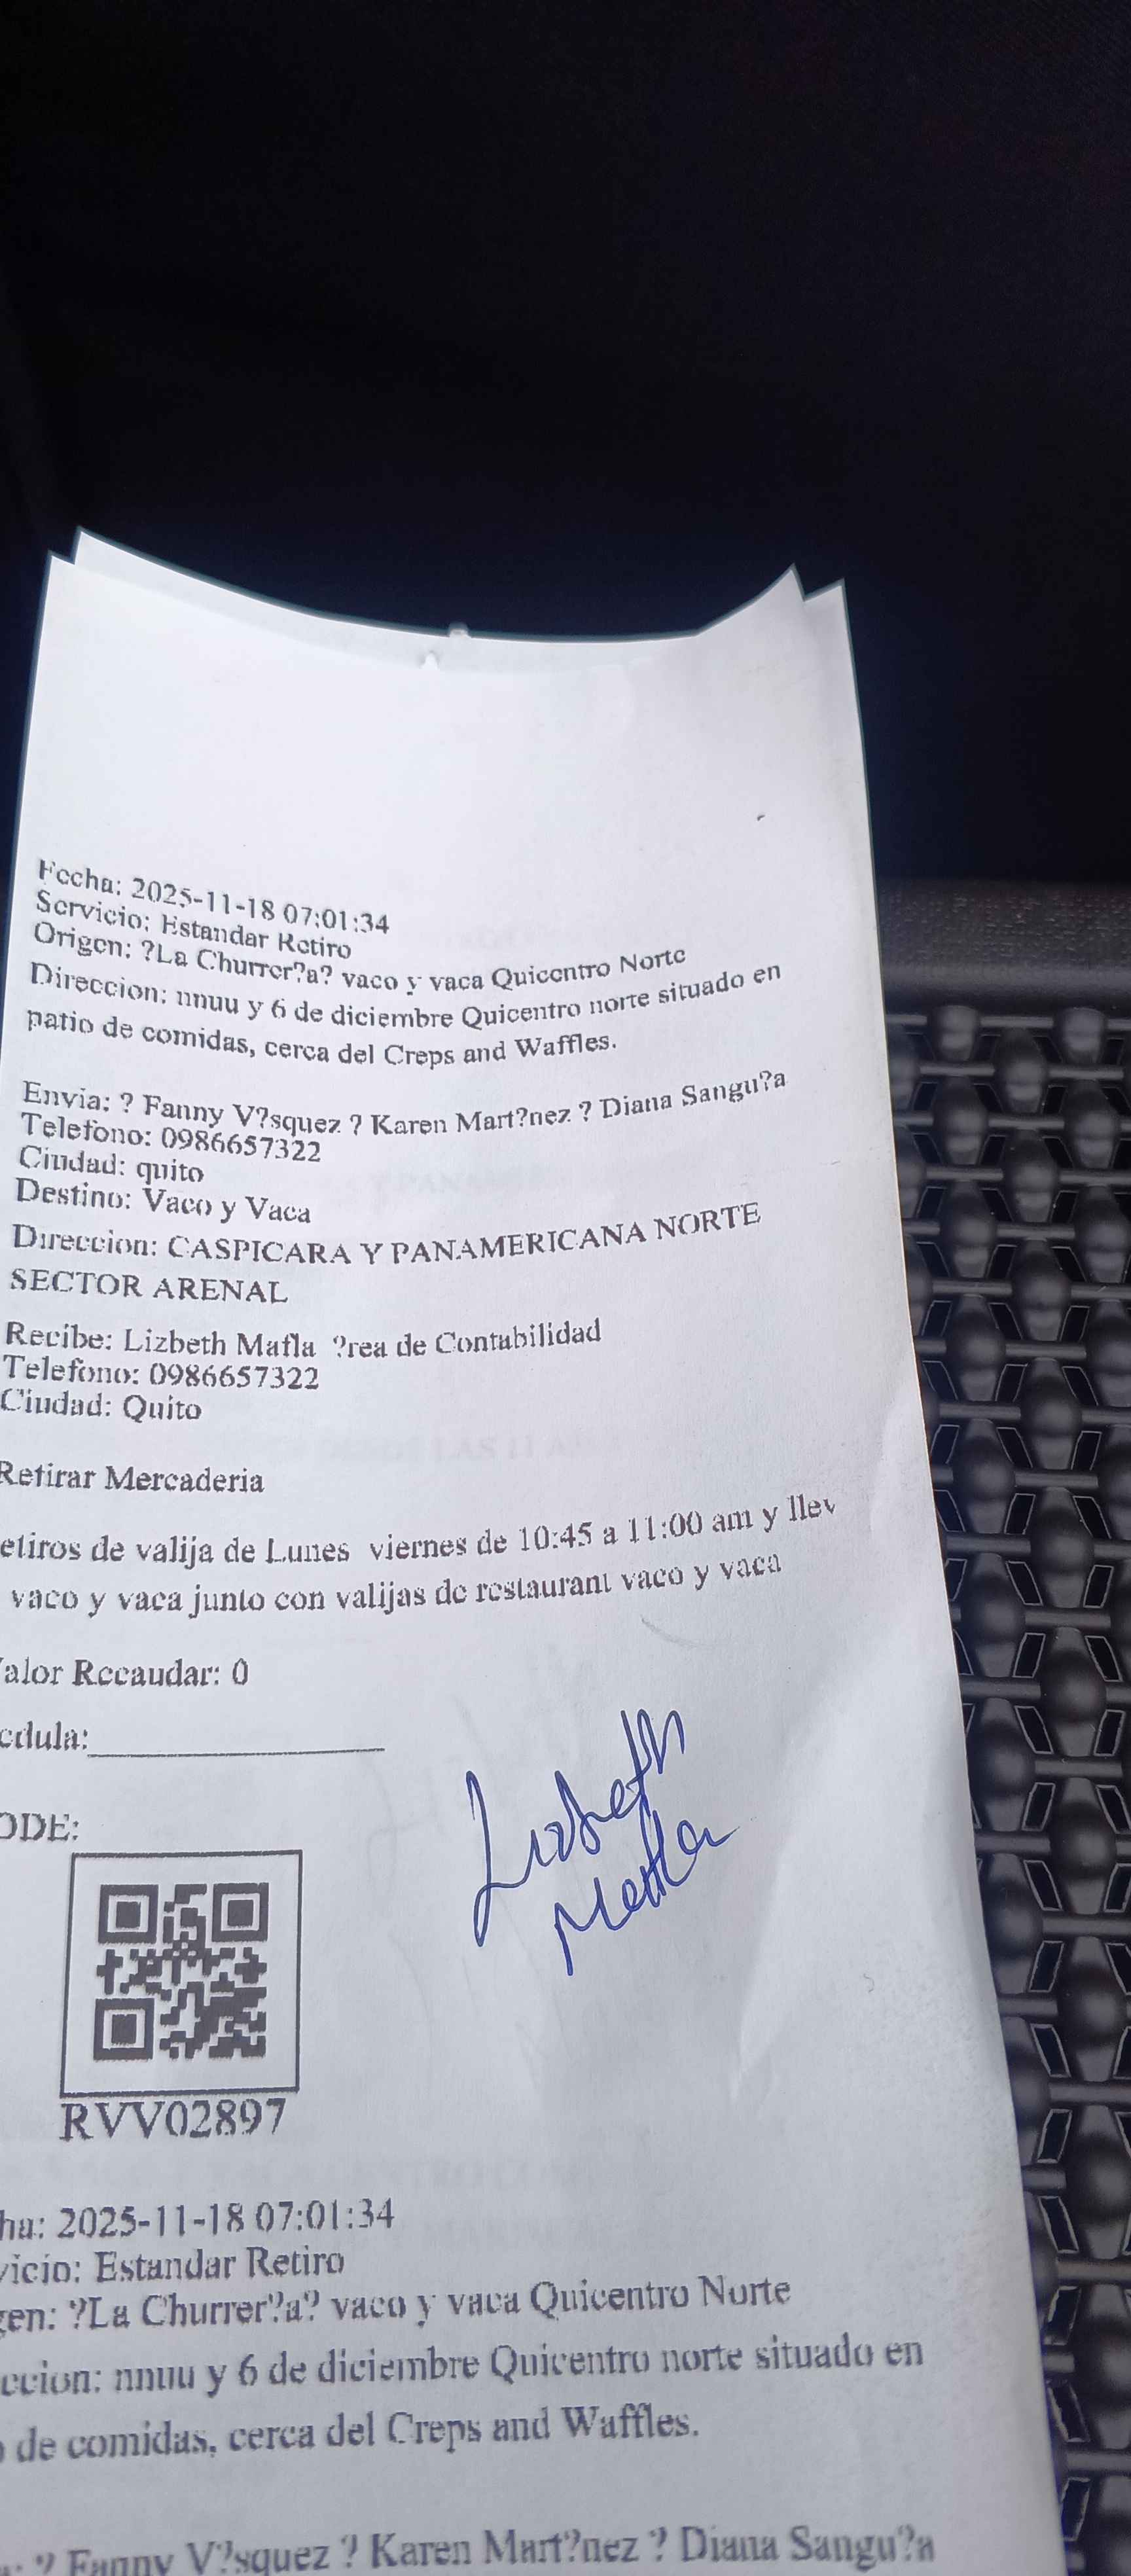 Fecha: 2025-11-18 07:01:34
Servicio: Estandar Retiro
Origen: ?La Churrer?a? vaco y vaca Quicentro Norte
Direccion: nnuu y 6 de diciembre Quicentro norte situado en
patio de comidas, cerca del Creps and Waffles.
Envia: ? Fanny V?squez ? Karen Mart?nez ? Diana Sangu?a
Telefono: 0986657322
Ciudad: quito
Destino: Vaco y Vaca
Direccion: CASPICARA Y PANAMERICANA NORTE
SECTOR ARENAL
Recibe: Lizbeth Mafla ?rea de Contabilidad
Telefono: 0986657322
Ciudad: Quito
Retirar Mercaderia
etiros de valija de Lunes viernes de 10:45 a 11:00 am y llev
vaco y vaca junto con valijas de restaurant vaco y vaca
alor Recaudar: 0
edula:
Lizbeth
Mafla
ODE:
RVV02897
ha: 2025-11-18 07:01:34
vicio: Estandar Retiro
gen: ?La Churrer?a? vaco y vaca Quicentro Norte
ccion: nnuu y 6 de diciembre Quicentro norte situado en
o de comidas, cerca del Creps and Waffles.
a: ? Fanny V?squez ? Karen Mart?nez ? Diana Sangu?a